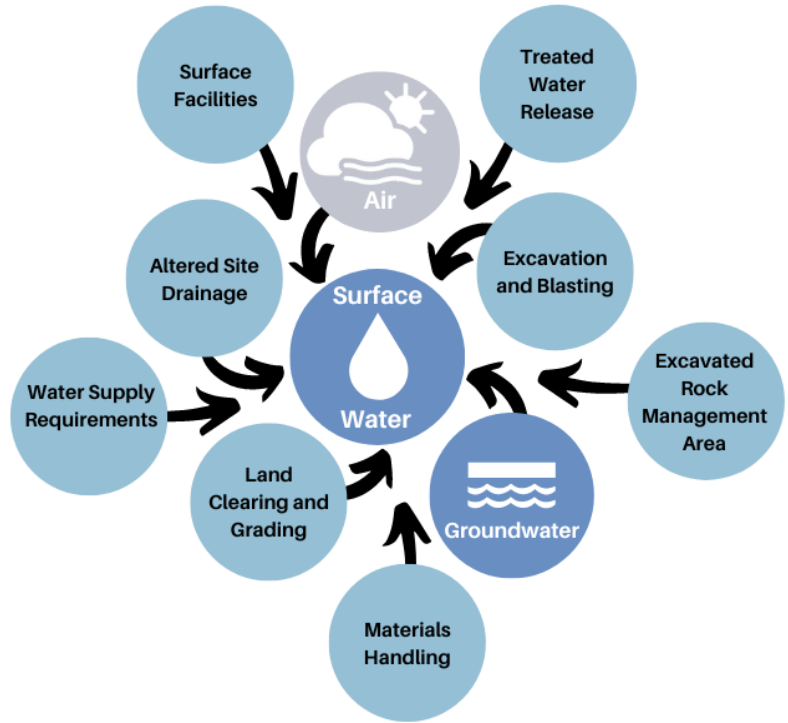 Surface
Facilities
Treated
Water
Release
Air
Altered Site
Drainage
Excavation
and Blasting
Surface
Water
Water Supply
Requirements
Excavated
Rock
Management
Area
Land
Clearing and
Grading
Groundwater
Materials
Handling